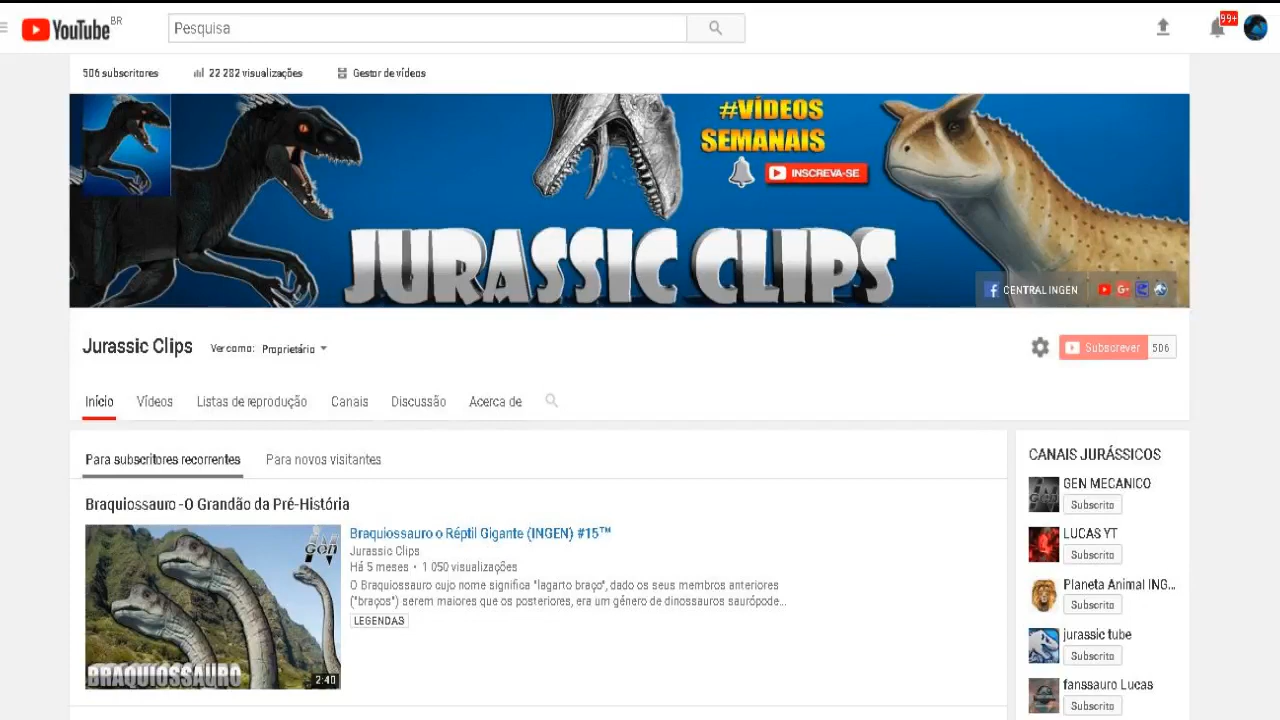 YouTube BR
Pesquisa
99+
506 subscritores
22 282 visualizações
Gestor de vídeos
#VÍDEOS
SEMANAIS
INSCREVA-SE
JURASSIC CLIPS
CENTRAL INGEN
G+
Jurassic Clips
Ver como: Proprietário
Subscrever 506
Início Vídeos Listas de reprodução Canais Discussão Acerca de
Para subscritores recorrentes Para novos visitantes
Braquiossauro -O Grandão da Pré-História
Braquiossauro o Réptil Gigante (INGEN) #15™
Jurassic Clips
Há 5 meses • 1 050 visualizações
O Braquiossauro cujo nome significa "lagarto braço", dado os seus membros anteriores
("braços") serem maiores que os posteriores, era um género de dinossauros saurópode...
LEGENDAS
GEN
BRAQUIOSSAURO
2:40
CANAIS JURÁSSICOS
GEN MECANICO
Subscrito
LUCAS YT
Subscrito
Planeta Animal ING...
Subscrito
jurassic tube
Subscrito
fanssauro Lucas
Subscrito